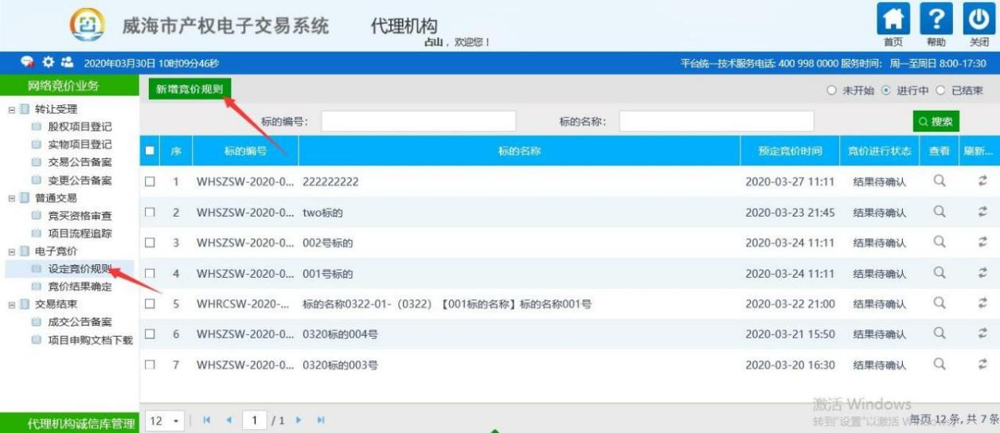 威海市产权电子交易系统 代理机构
占山，欢迎您！
首页 帮助 关闭
2020年03月30日 10时09分46秒 平台统一技术服务电话: 400 998 0000 服务时间： 周一至周日 8:00-17:30
网络竞价业务
新增竞价规则 未开始 进行中 已结束
转让受理
股权项目登记
实物项目登记
交易公告备案
变更公告备案
普通交易
竞买资格审查
项目流程追踪
电子竞价
设定竞价规则
竞价结果确定
交易结束
成交公告备案
项目申购文档下载
代理机构诚信库管理
标的编号： 标的名称： 搜索
序 标的编号 标的名称 预定竞价时间 竞价进行状态 查看 刷新...
1 WHSZSW-2020-0... 222222222 2020-03-27 11:11 结果待确认
2 WHSZSW-2020-0... two标的 2020-03-23 21:45 结果待确认
3 WHSZSW-2020-0... 002号标的 2020-03-24 11:11 结果待确认
4 WHSZSW-2020-0... 001号标的 2020-03-24 11:11 结果待确认
5 WHRCSW-2020-... 标的名称0322-01-（0322）【001标的名称】标的名称001号 2020-03-22 21:00 结果待确认
6 WHSZSW-2020-0... 0320标的004号 2020-03-21 15:50 结果待确认
7 WHSZSW-2020-0... 0320标的003号 2020-03-20 16:30 结果待确认
12 1 / 1 每页 12 条, 共 7 条
激活 Windows
转到"设置"以激活 Windows。